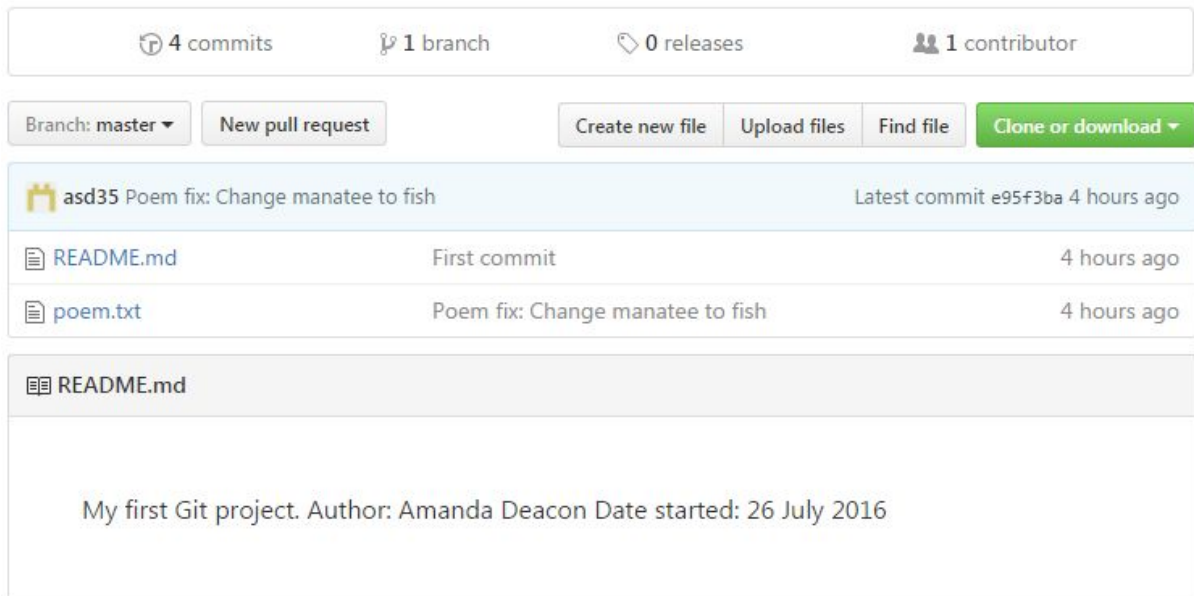 4 commits 1 branch 0 releases 1 contributor
Branch: master New pull request Create new file Upload files Find file Clone or download
asd35 Poem fix: Change manatee to fish Latest commit e95f3ba 4 hours ago
README.md First commit 4 hours ago
poem.txt Poem fix: Change manatee to fish 4 hours ago
README.md
My first Git project. Author: Amanda Deacon Date started: 26 July 2016